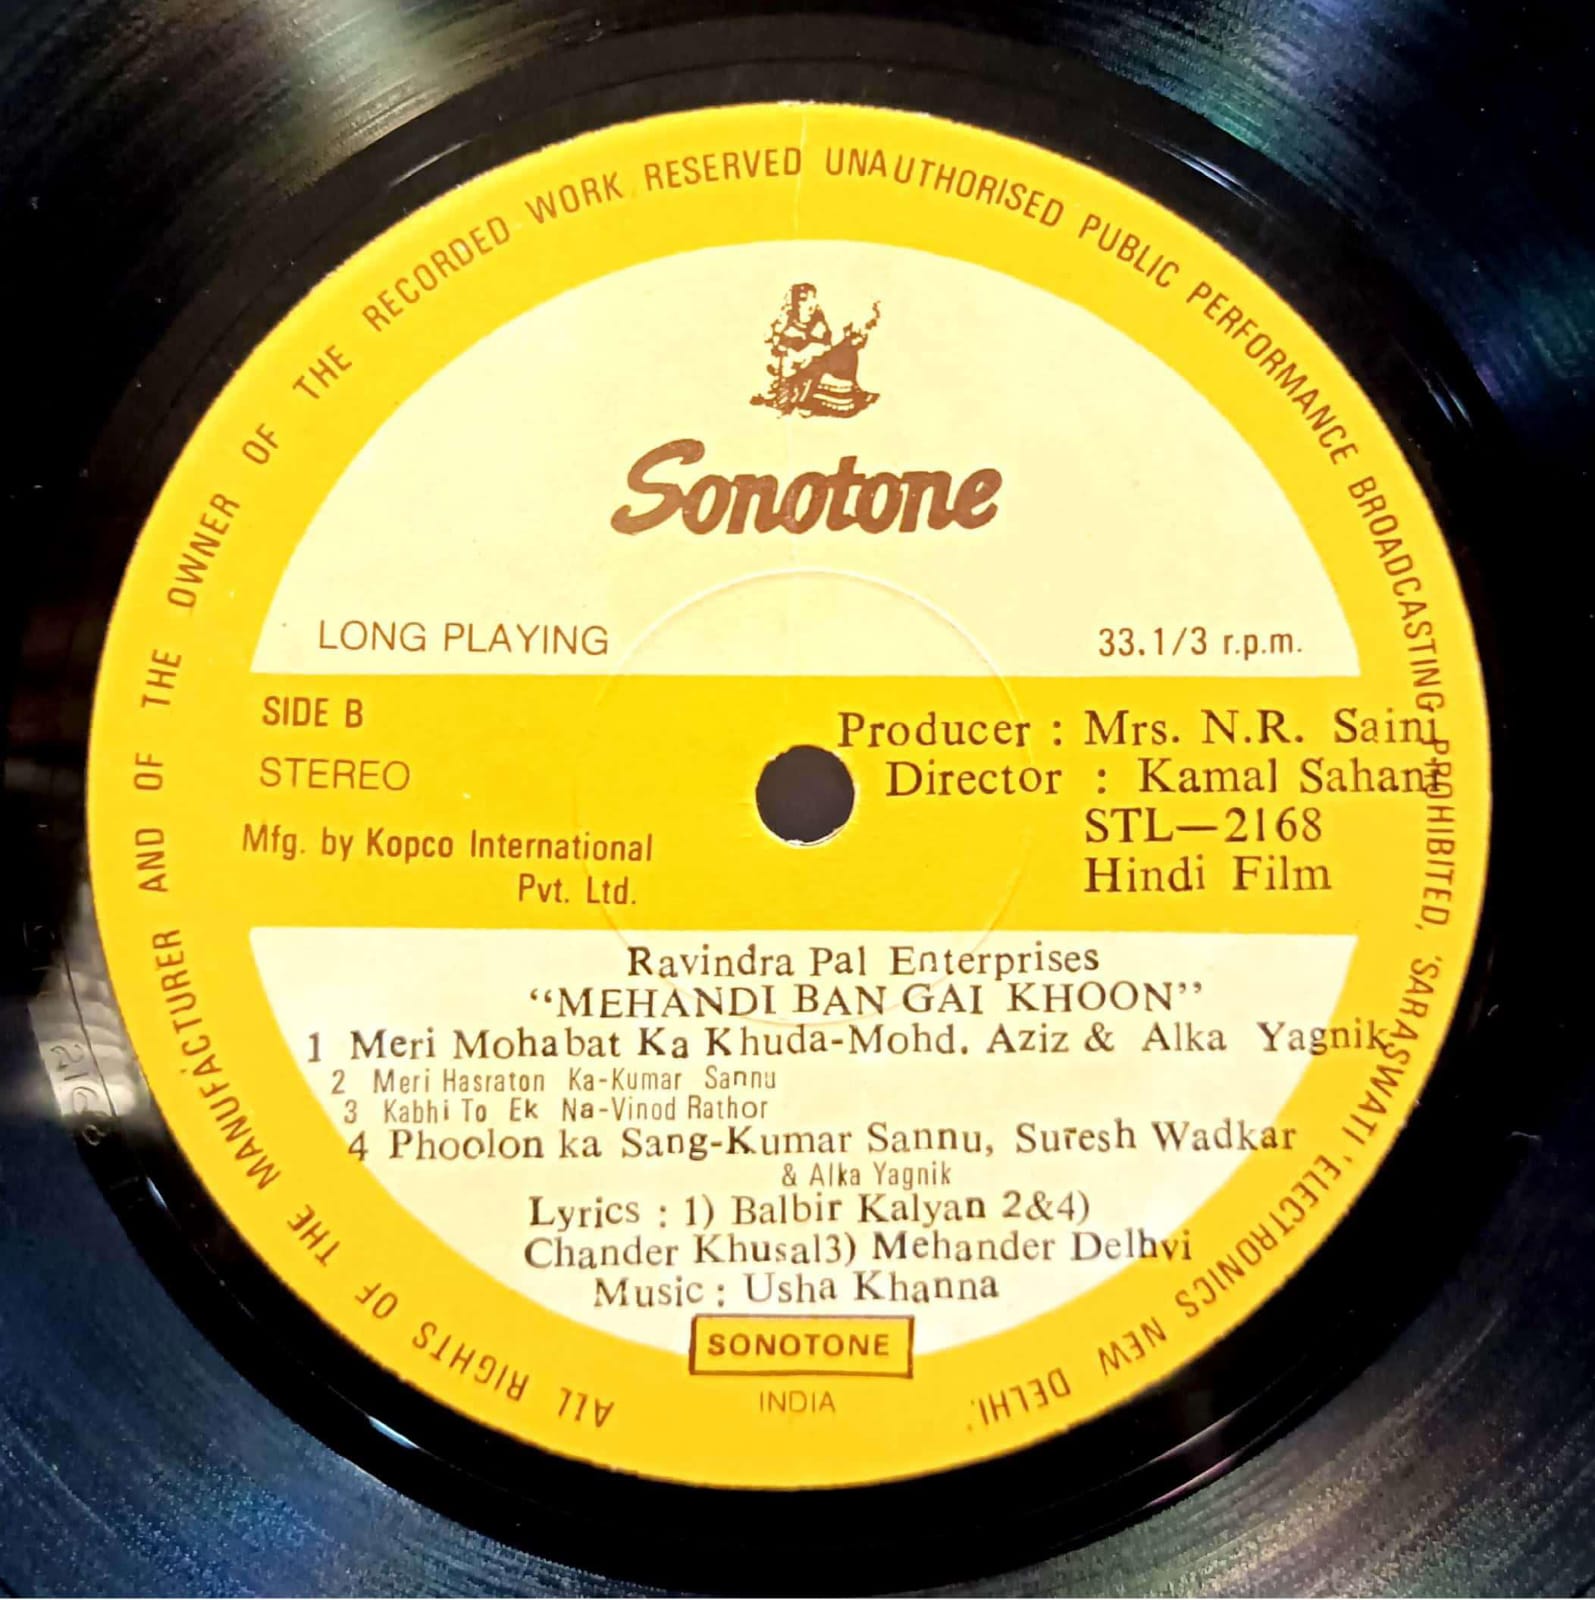 ALL RIGHTS OF THE MANUFACTURER AND OF THE OWNER OF THE RECORDED WORK RESERVED UNAUTHORISED PUBLIC PERFORMANCE BROADCASTING PROHIBITED, 'SARASWATI' ELECTRONICS NEW DELHI.
Sonotone
LONG PLAYING
33.1/3 r.p.m.
SIDE B
STEREO
Mfg. by Kopco International
Pvt. Ltd.
Producer : Mrs. N.R. Saini
Director : Kamal Sahani
STL—2168
Hindi Film
Ravindra Pal Enterprises
“MEHANDI BAN GAI KHOON”
1 Meri Mohabat Ka Khuda-Mohd. Aziz & Alka Yagnik,
2 Meri Hasraton Ka-Kumar Sannu
3 Kabhi To Ek Na-Vinod Rathor
4 Phoolon ka Sang-Kumar Sannu, Suresh Wadkar
& Alka Yagnik
Lyrics : 1) Balbir Kalyan 2&4)
Chander Khusal3) Mehander Delhvi
Music : Usha Khanna
SONOTONE
INDIA